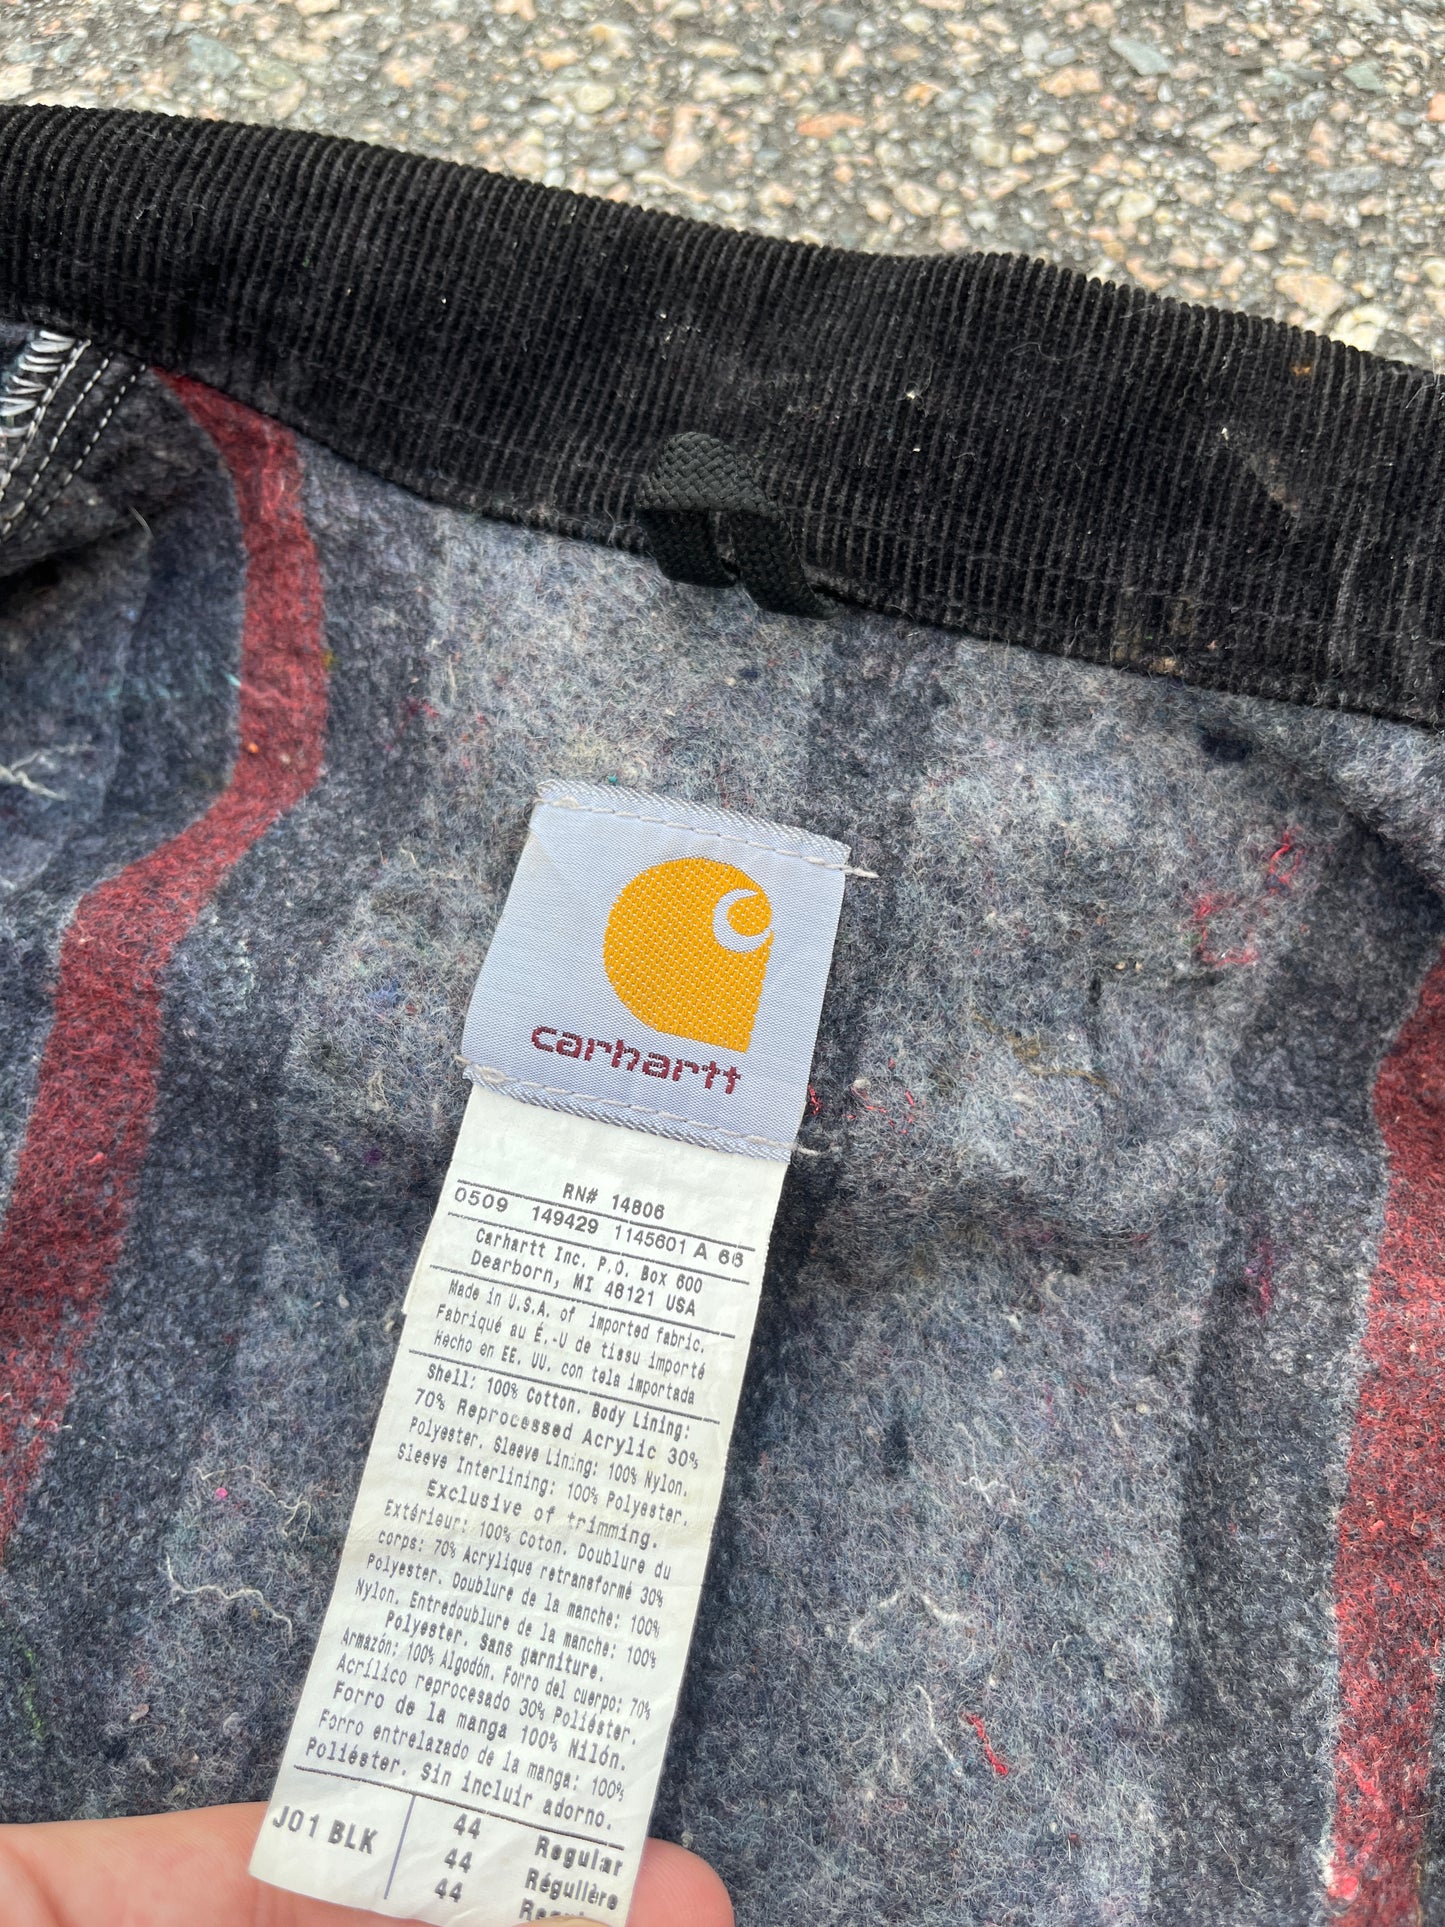 carhartt
RN# 14806
0509 149429 1145601 A 66
Carhartt Inc. P.O. Box 600
Dearborn, MI 48121 USA
Made in U.S.A. of imported fabric.
Fabriqué au É.-U de tissu importé
Hecho en EE. UU. con tela importada
Shell: 100% Cotton. Body Lining:
70% Reprocessed Acrylic 30%
Polyester. Sleeve Lining: 100% Nylon.
Sleeve Interlining: 100% Polyester.
Exclusive of trimming.
Extérieur: 100% Coton. Doublure du
corps: 70% Acrylique retransformé 30%
Polyester. Doublure de la manche: 100%
Nylon. Entredoublure de la manche: 100%
Polyester. Sans garniture.
Armazón: 100% Algodón. Forro del cuerpo: 70%
Acrílico reprocesado 30% Poliéster.
Forro de la manga 100% Nilón.
Forro entrelazado de la manga: 100%
Poliéster. Sin incluir adorno.
J01 BLK 44 Regular
44 Régulière
44